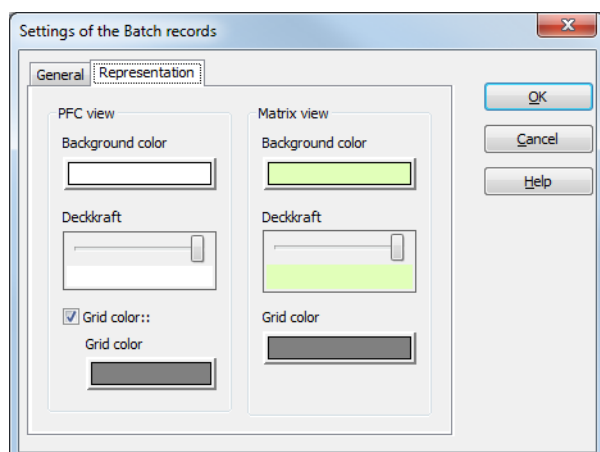 Settings of the Batch records
General Representation
PFC view
Background color
Deckkraft
Grid color::
Grid color
Matrix view
Background color
Deckkraft
Grid color
OK
Cancel
Help